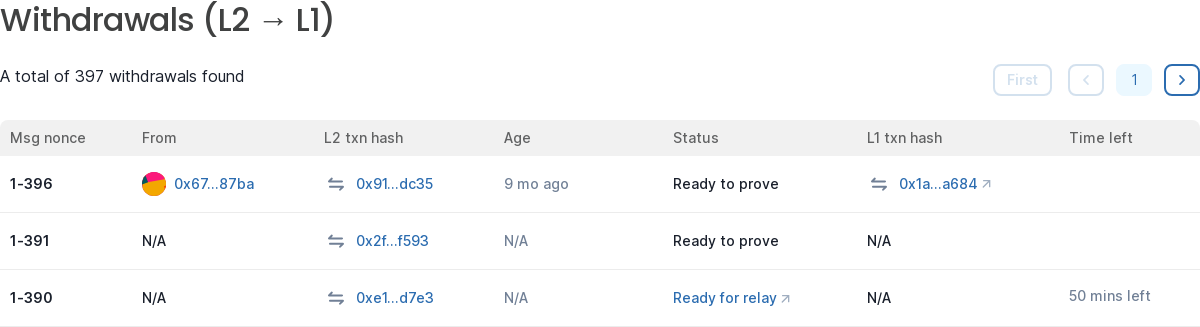 Withdrawals (L2 → L1)
A total of 397 withdrawals found
First
1
Msg nonce From L2 txn hash Age Status L1 txn hash Time left
1-396 0x67...87ba 0x91...dc35 9 mo ago Ready to prove 0x1a...a684
1-391 N/A 0x2f...f593 N/A Ready to prove N/A
1-390 N/A 0xe1...d7e3 N/A Ready for relay N/A 50 mins left